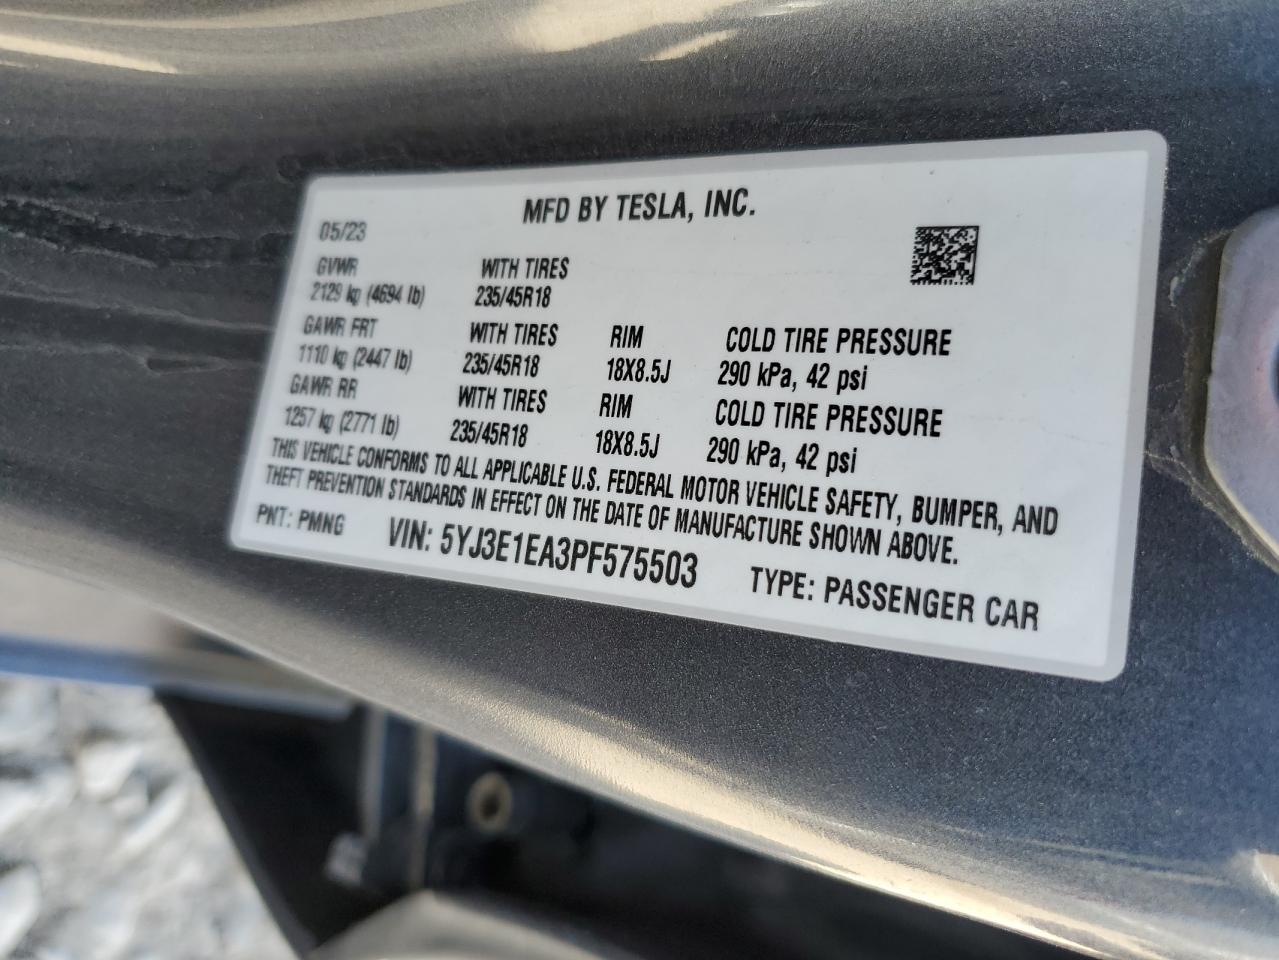 MFD BY TESLA, INC.
05/23
GVWR WITH TIRES
2129 kg (4694 lb) 235/45R18
GAWR FRT WITH TIRES RIM COLD TIRE PRESSURE
1110 kg (2447 lb) 235/45R18 18X8.5J 290 kPa, 42 psi
GAWR RR WITH TIRES RIM COLD TIRE PRESSURE
1257 kg (2771 lb) 235/45R18 18X8.5J 290 kPa, 42 psi
THIS VEHICLE CONFORMS TO ALL APPLICABLE U.S. FEDERAL MOTOR VEHICLE SAFETY, BUMPER, AND
THEFT PREVENTION STANDARDS IN EFFECT ON THE DATE OF MANUFACTURE SHOWN ABOVE.
PNT: PMNG VIN: 5YJ3E1EA3PF575503 TYPE: PASSENGER CAR